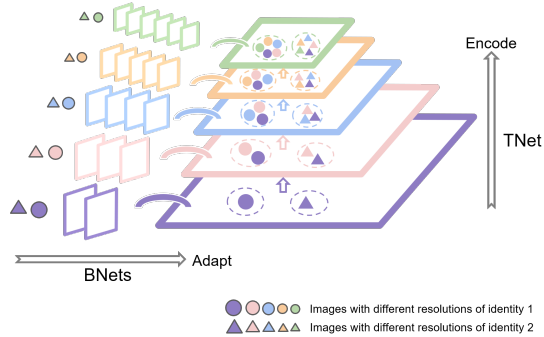 Encode
TNet
Adapt
BNets
Images with different resolutions of identity 1
Images with different resolutions of identity 2